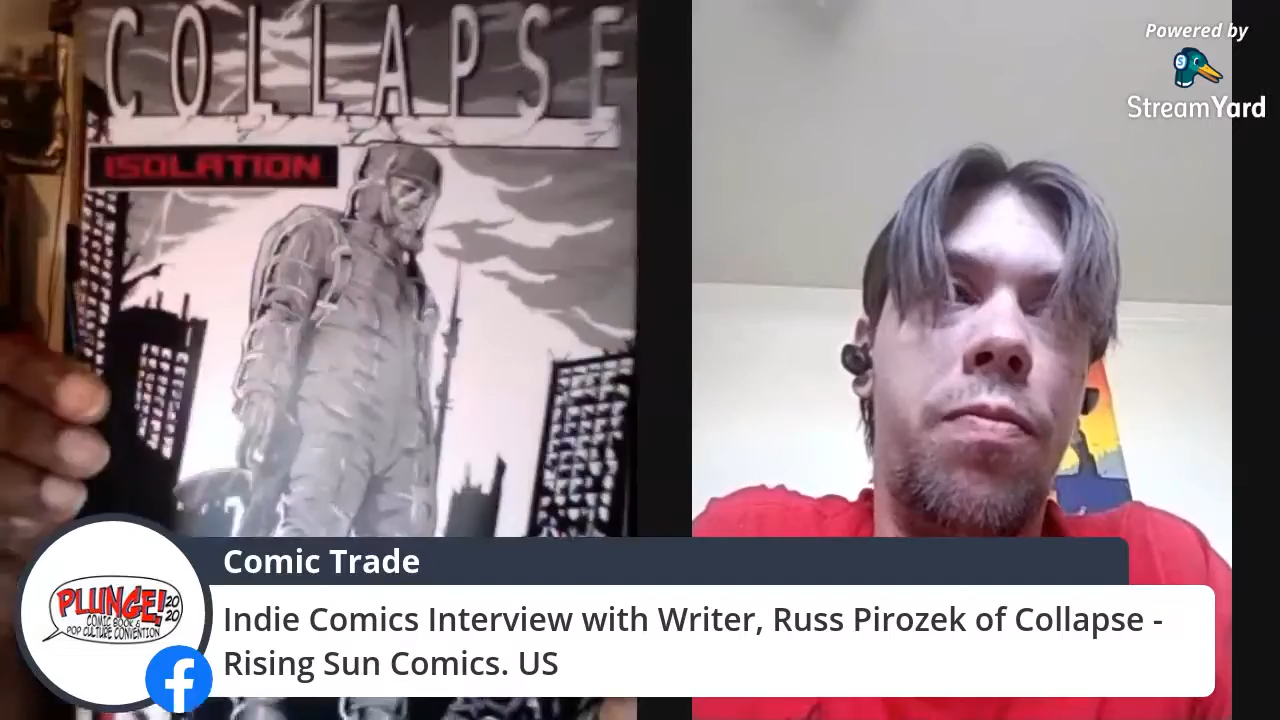 COLLAPSE
ISOLATION
Powered by
StreamYard
Comic Trade
PLUNGE! 2020
COMIC BOOK &
POP CULTURE CONVENTION
Indie Comics Interview with Writer, Russ Pirozek of Collapse -
Rising Sun Comics. US